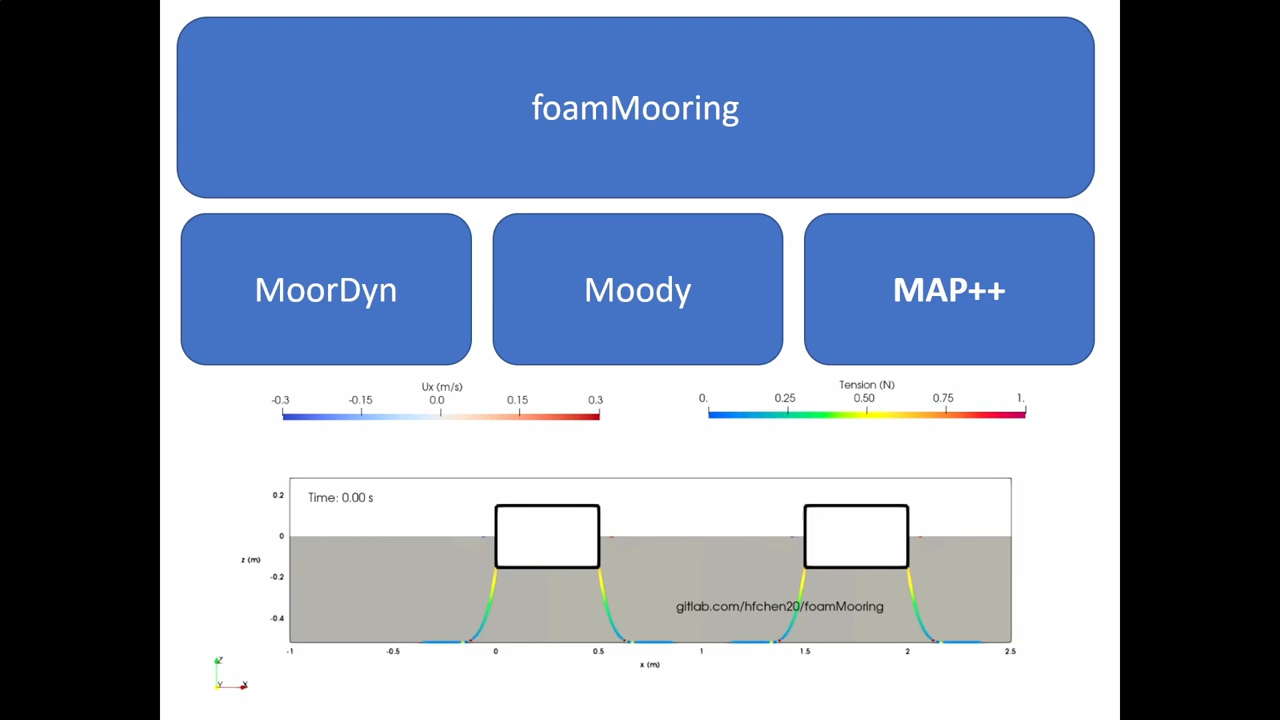 foamMooring
MoorDyn
Moody
MAP++
Ux (m/s)
-0.3 -0.15 0.0 0.15 0.3
Tension (N)
0. 0.25 0.50 0.75 1.
Time: 0.00 s
0.2
0
z (m)
-0.2
-0.4
gitlab.com/hfchen20/foamMooring
-1 -0.5 0 0.5 1 1.5 2 2.5
x (m)
Z
Y X